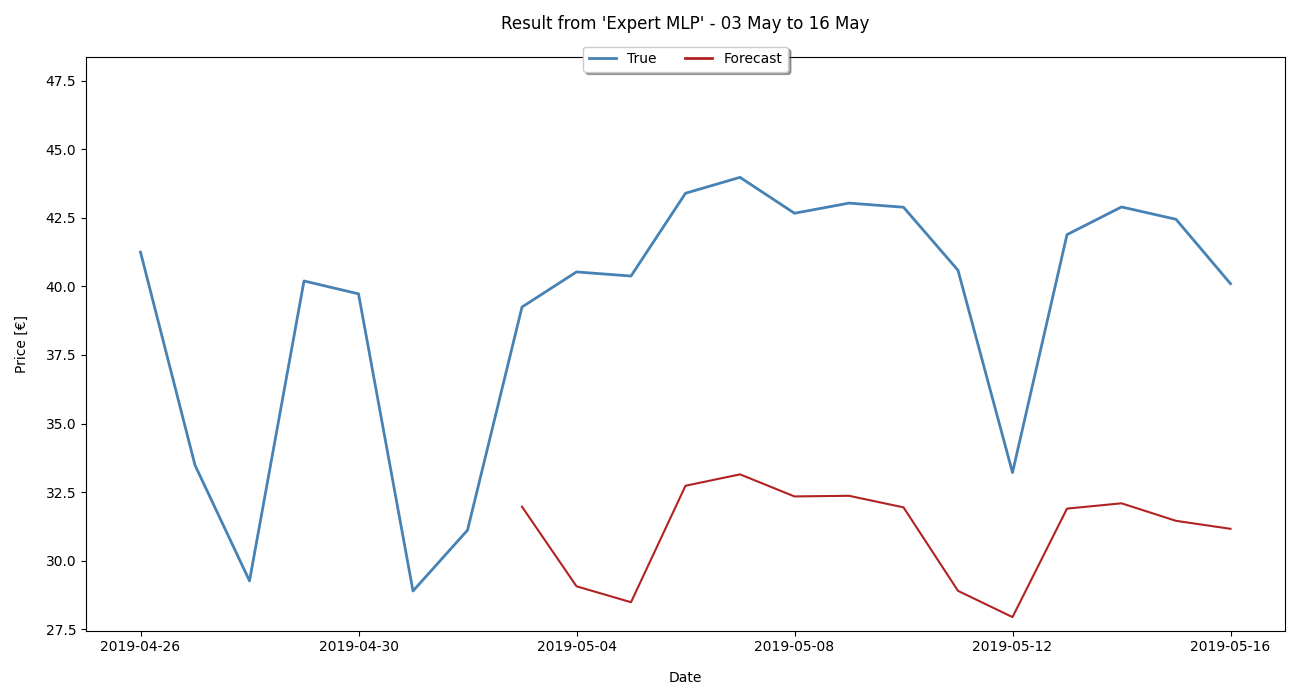 Result from 'Expert MLP' - 03 May to 16 May
True Forecast
47.5
45.0
42.5
40.0
37.5
35.0
32.5
30.0
27.5
Price [€]
2019-04-26 2019-04-30 2019-05-04 2019-05-08 2019-05-12 2019-05-16
Date